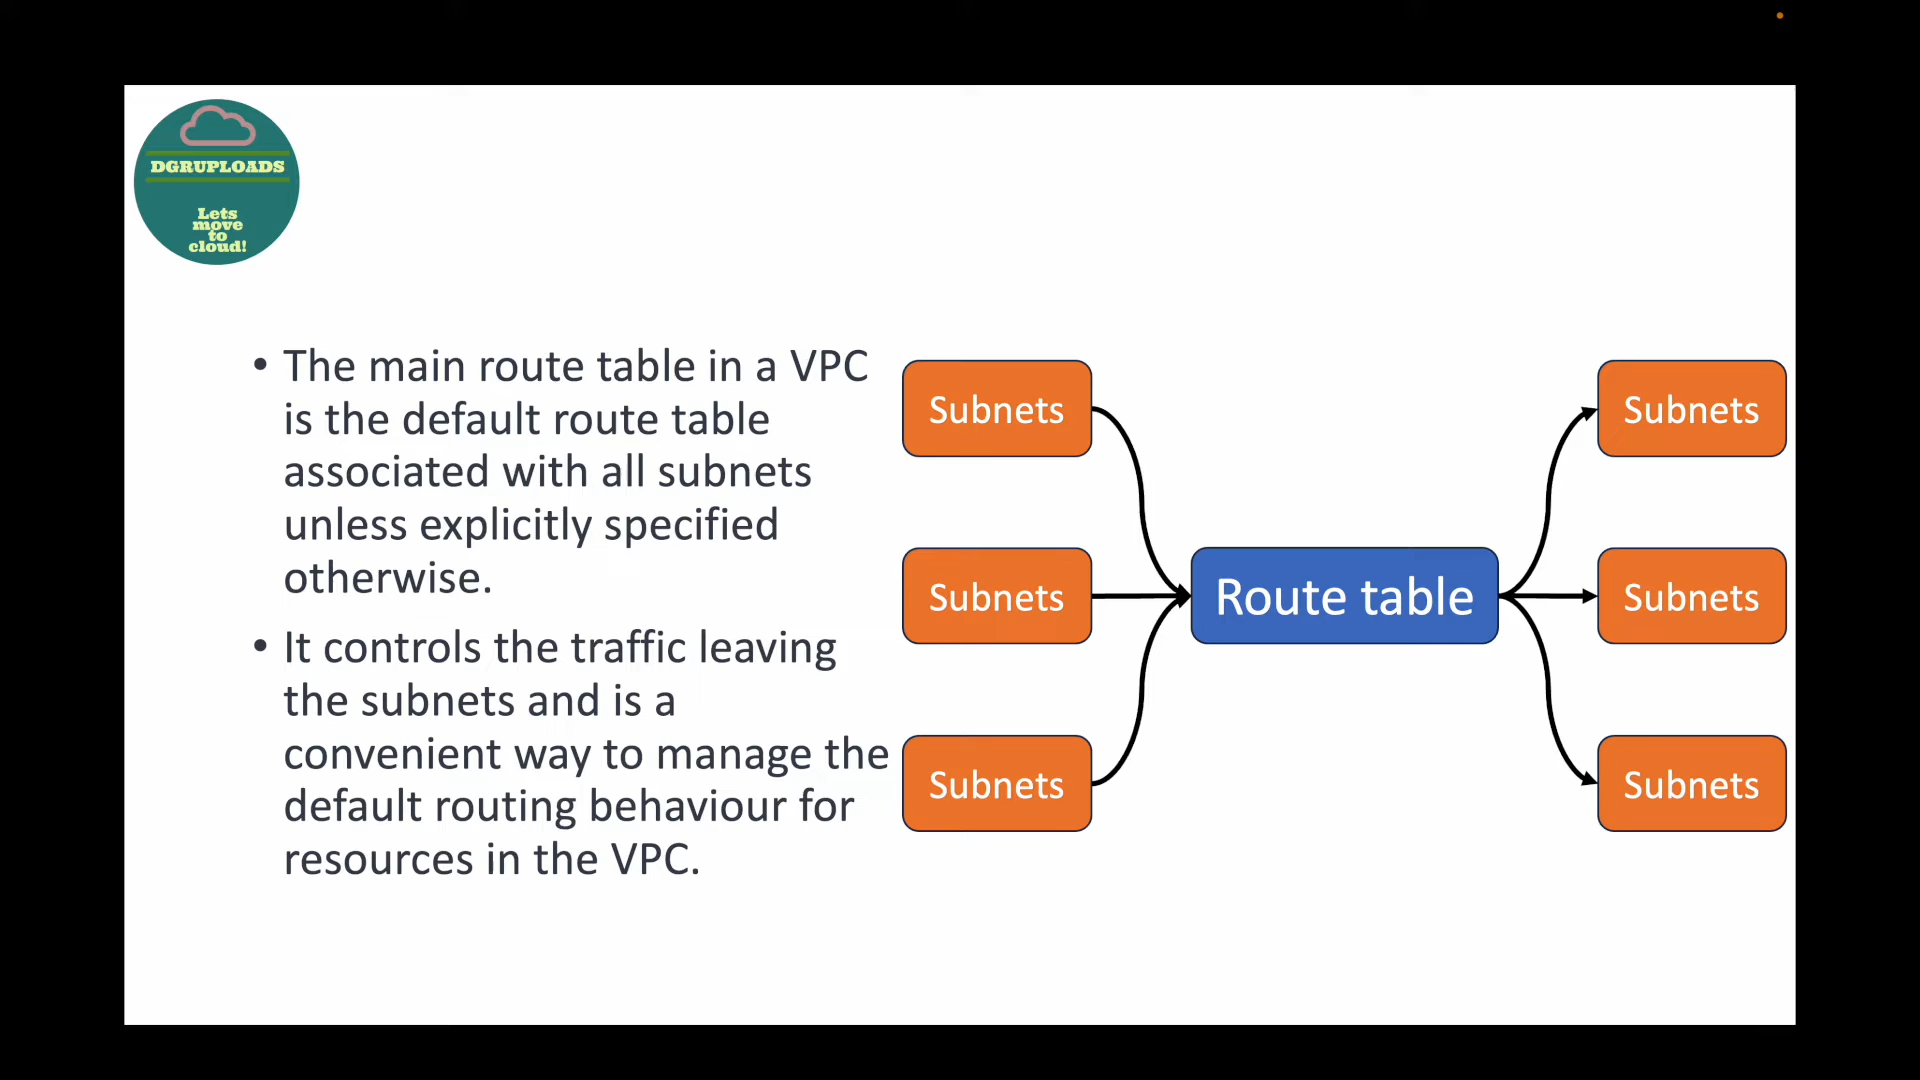 DGRUPLOADS
Lets
move
to
cloud!
• The main route table in a VPC
is the default route table
associated with all subnets
unless explicitly specified
otherwise.
• It controls the traffic leaving
the subnets and is a
convenient way to manage the
default routing behaviour for
resources in the VPC.
Subnets
Subnets
Subnets
Route table
Subnets
Subnets
Subnets